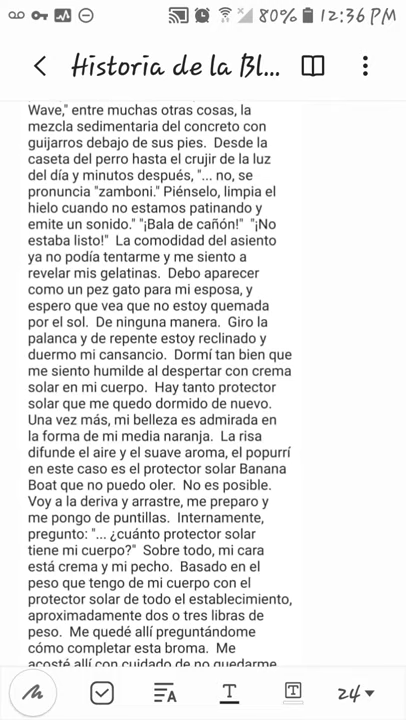 80% 12:36 PM
Historia de la Bl...
Wave," entre muchas otras cosas, la
mezcla sedimentaria del concreto con
guijarros debajo de sus pies. Desde la
caseta del perro hasta el crujir de la luz
del día y minutos después, "... no, se
pronuncia "zamboni." Piénselo, limpia el
hielo cuando no estamos patinando y
emite un sonido." "¡Bala de cañón!" "¡No
estaba listo!" La comodidad del asiento
ya no podía tentarme y me siento a
revelar mis gelatinas. Debo aparecer
como un pez gato para mi esposa, y
espero que vea que no estoy quemada
por el sol. De ninguna manera. Giro la
palanca y de repente estoy reclinado y
duermo mi cansancio. Dormí tan bien que
me siento humilde al despertar con crema
solar en mi cuerpo. Hay tanto protector
solar que me quedo dormido de nuevo.
Una vez más, mi belleza es admirada en
la forma de mi media naranja. La risa
difunde el aire y el suave aroma, el popurrí
en este caso es el protector solar Banana
Boat que no puedo oler. No es posible.
Voy a la deriva y arrastre, me preparo y
me pongo de puntillas. Internamente,
pregunto: "... ¿cuánto protector solar
tiene mi cuerpo?" Sobre todo, mi cara
está crema y mi pecho. Basado en el
peso que tengo de mi cuerpo con el
protector solar de todo el establecimiento,
aproximadamente dos o tres libras de
peso. Me quedé allí preguntándome
cómo completar esta broma. Me
acosté allí con cuidado de no quedarme
T T 24